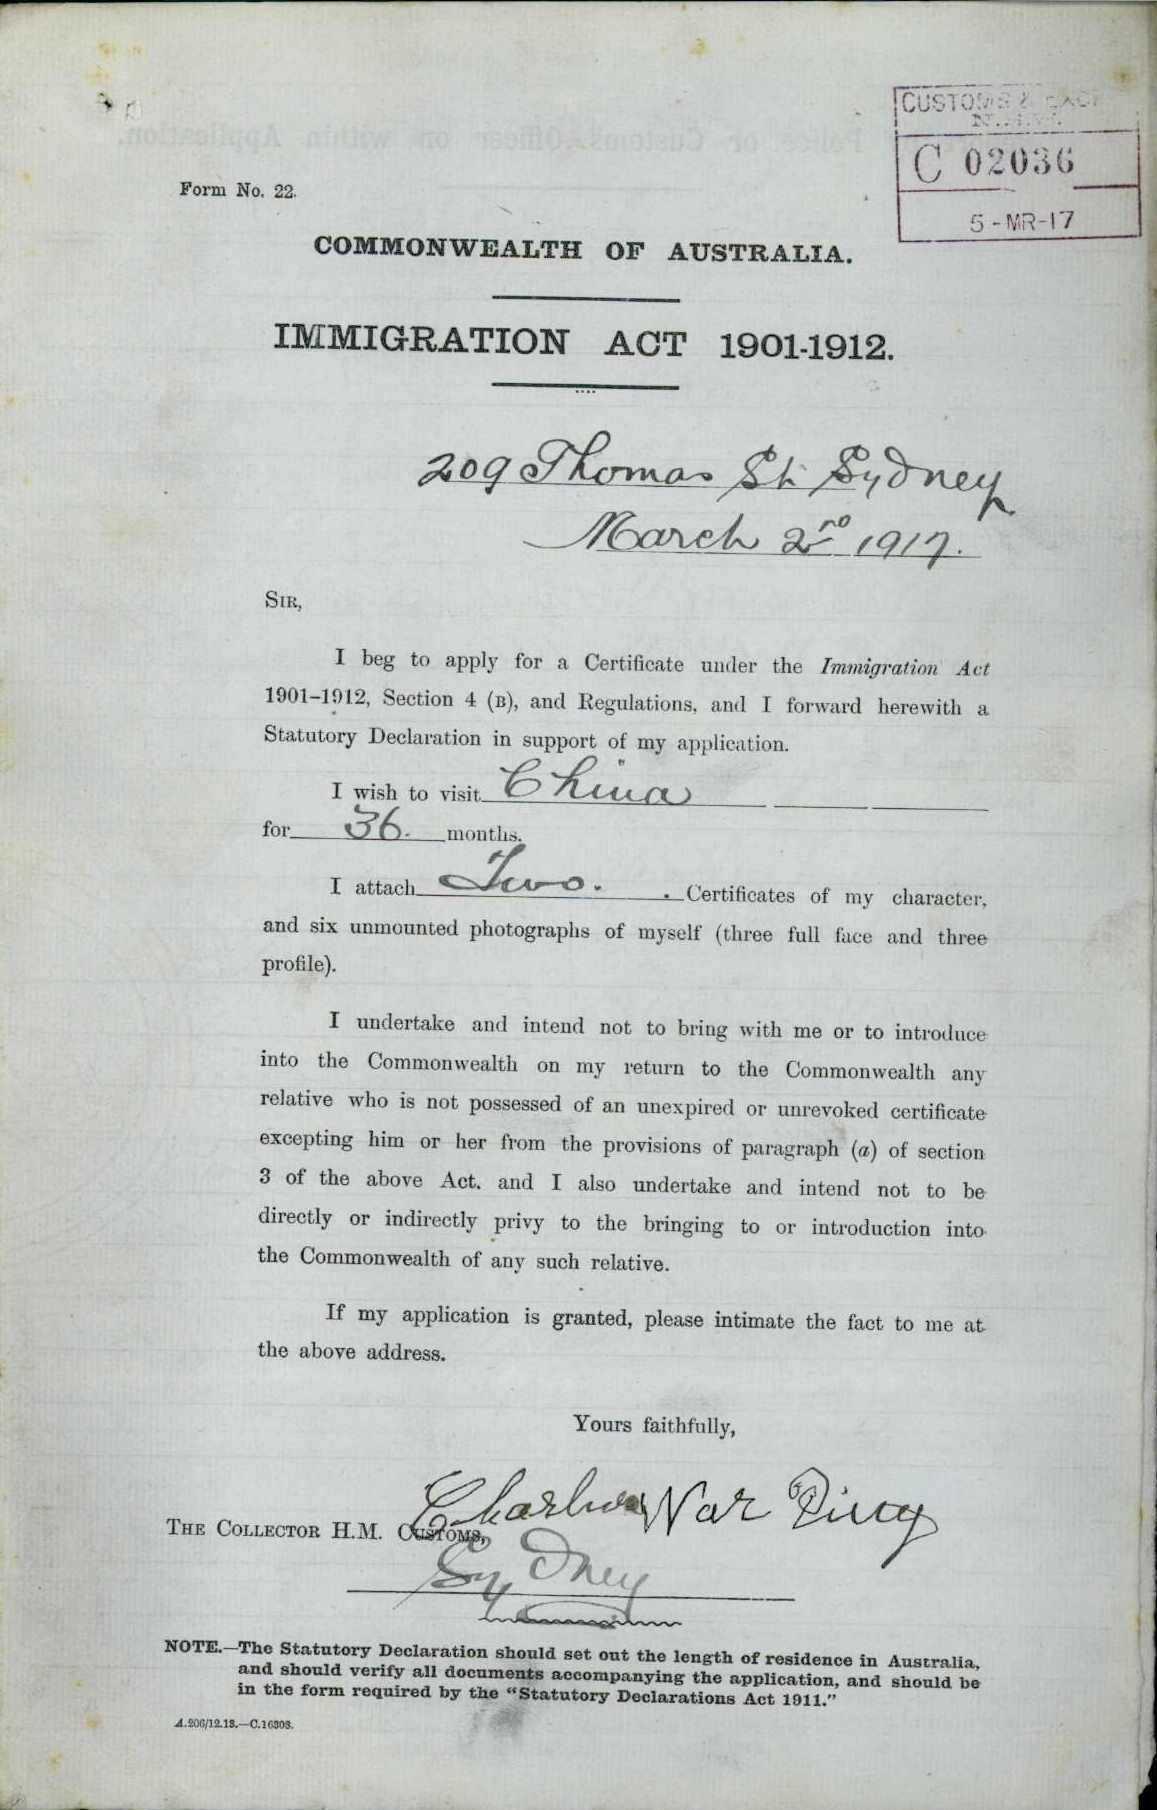 CUSTOMS & EXC
N.S.W.
C 02036
5-MR-17
Form No. 22.
COMMONWEALTH OF AUSTRALIA.
IMMIGRATION ACT 1901-1912.
209 Thomas St. Sydney
March 2nd 1917.
SIR,
I beg to apply for a Certificate under the Immigration Act
1901–1912, Section 4 (B), and Regulations, and I forward herewith a
Statutory Declaration in support of my application.
I wish to visit China
for 36. months.
I attach Two. Certificates of my character,
and six unmounted photographs of myself (three full face and three
profile).
I undertake and intend not to bring with me or to introduce
into the Commonwealth on my return to the Commonwealth any
relative who is not possessed of an unexpired or unrevoked certificate
excepting him or her from the provisions of paragraph (a) of section
3 of the above Act. and I also undertake and intend not to be
directly or indirectly privy to the bringing to or introduction into
the Commonwealth of any such relative.
If my application is granted, please intimate the fact to me at
the above address.
Yours faithfully,
Charlie War Ping
THE COLLECTOR H.M. CUSTOMS,
Sydney
NOTE.—The Statutory Declaration should set out the length of residence in Australia,
and should verify all documents accompanying the application, and should be
in the form required by the "Statutory Declarations Act 1911."
A.206/12.13.—C.16303.